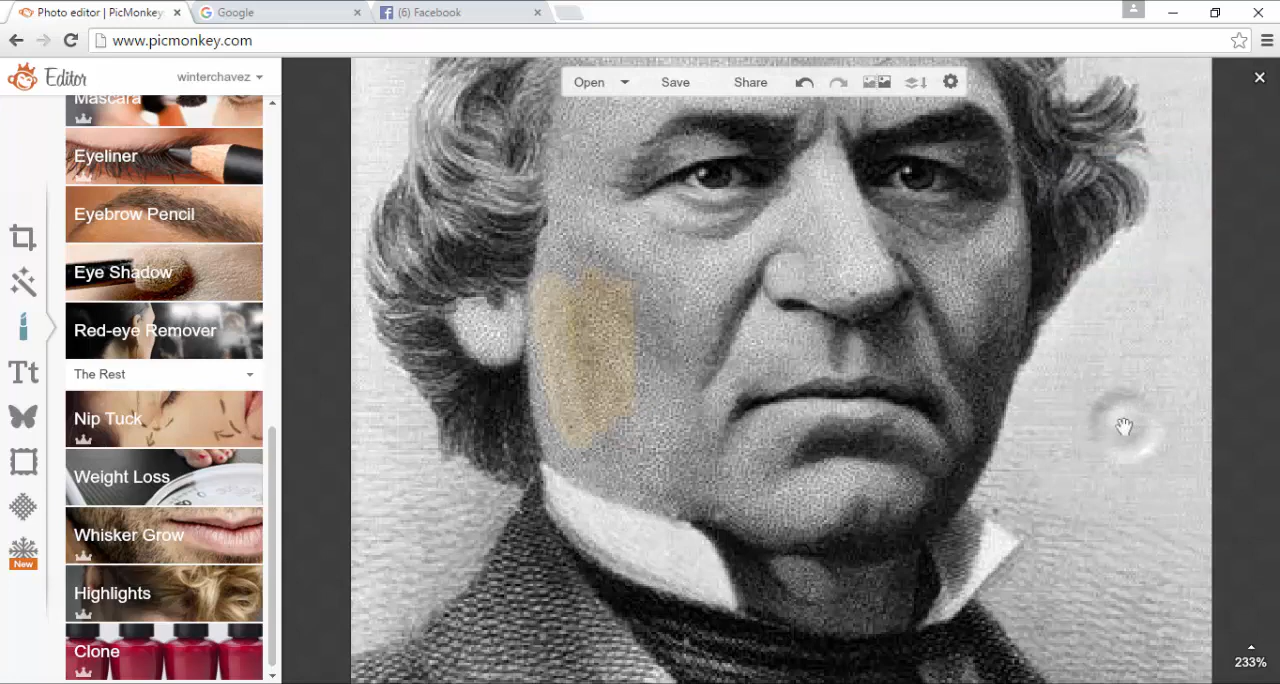 Photo editor | PicMonkey
Google
(6) Facebook
www.picmonkey.com
Editor
winterchavez
Open
Save
Share
Mascara
Eyeliner
Eyebrow Pencil
Eye Shadow
Red-eye Remover
The Rest
Nip Tuck
Weight Loss
Whisker Grow
Highlights
Clone
Tt
New
233%